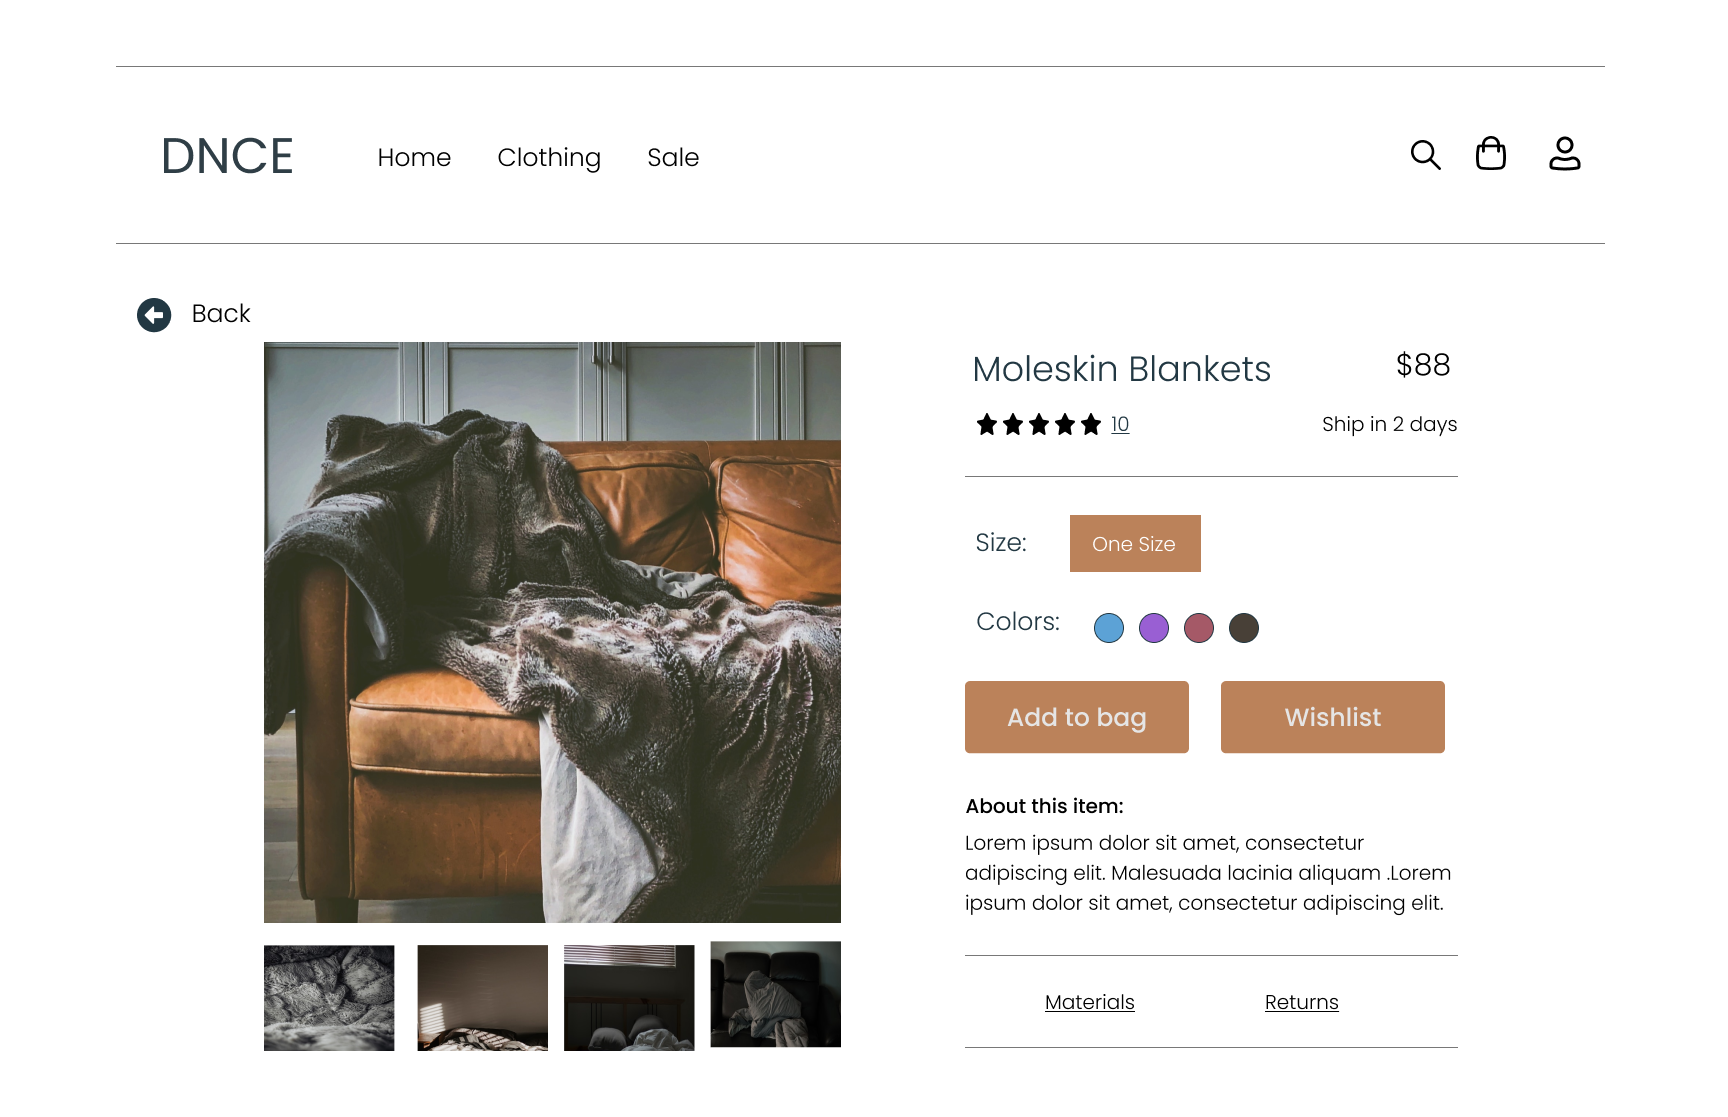 DNCE
Home Clothing Sale
Back
Moleskin Blankets
$88
10
Ship in 2 days
Size:
One Size
Colors:
Add to bag
Wishlist
About this item:
Lorem ipsum dolor sit amet, consectetur
adipiscing elit. Malesuada lacinia aliquam .Lorem
ipsum dolor sit amet, consectetur adipiscing elit.
Materials
Returns